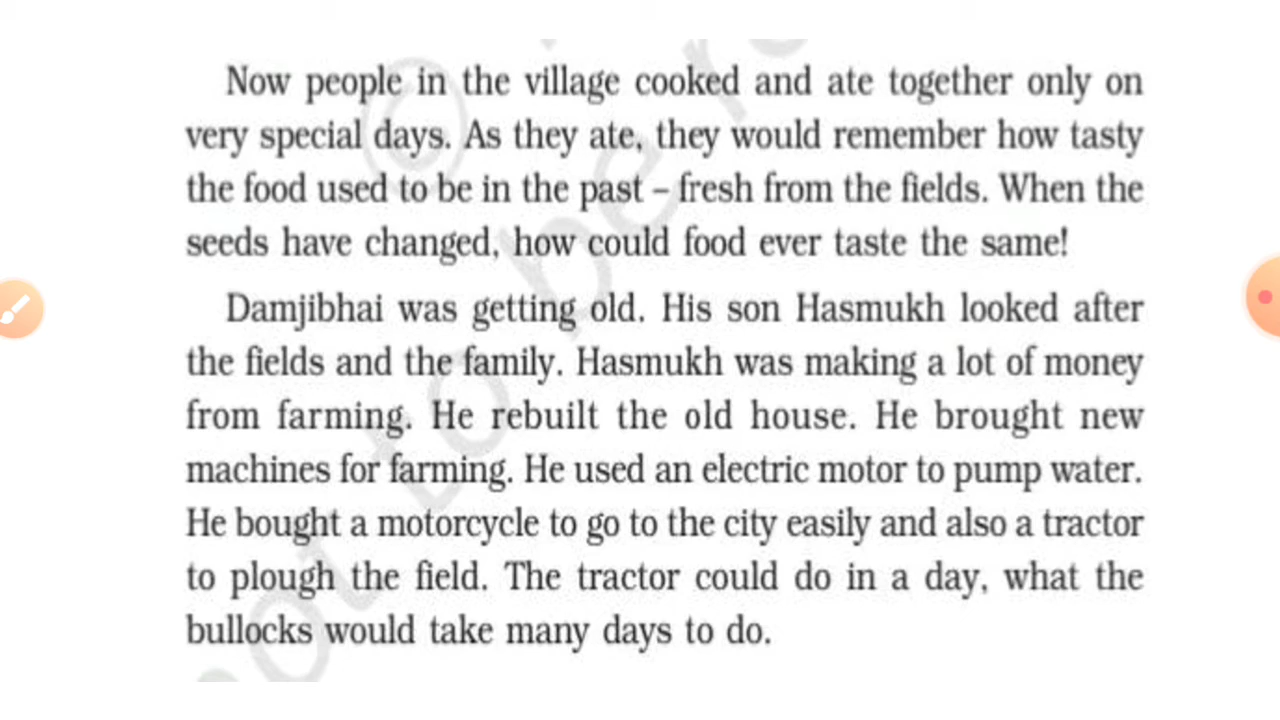 Now people in the village cooked and ate together only on
very special days. As they ate, they would remember how tasty
the food used to be in the past – fresh from the fields. When the
seeds have changed, how could food ever taste the same!
Damjibhai was getting old. His son Hasmukh looked after
the fields and the family. Hasmukh was making a lot of money
from farming. He rebuilt the old house. He brought new
machines for farming. He used an electric motor to pump water.
He bought a motorcycle to go to the city easily and also a tractor
to plough the field. The tractor could do in a day, what the
bullocks would take many days to do.
© 
not to be re